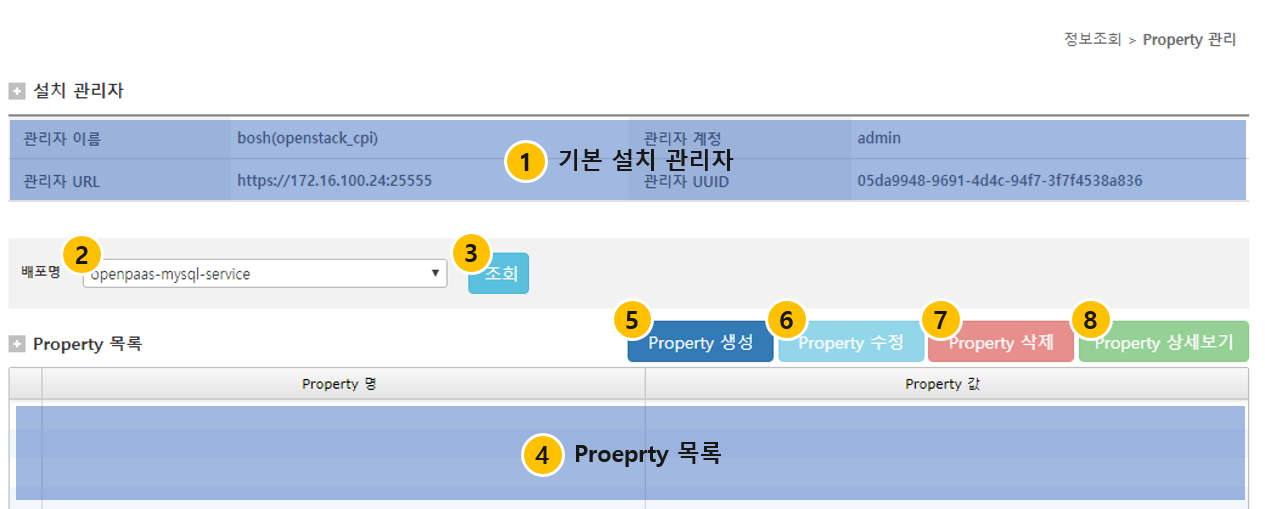 정보조회 > Property 관리
설치 관리자
관리자 이름 bosh(openstack_cpi) 관리자 계정 admin
1 기본 설치 관리자
관리자 URL https://172.16.100.24:25555 관리자 UUID 05da9948-9691-4d4c-94f7-3f7f4538a836
2 3
배포명 openpaas-mysql-service 조회
5 6 7 8
Property 목록 Property 생성 Property 수정 Property 삭제 Property 상세보기
Property 명 Property 값
4 Proeprty 목록